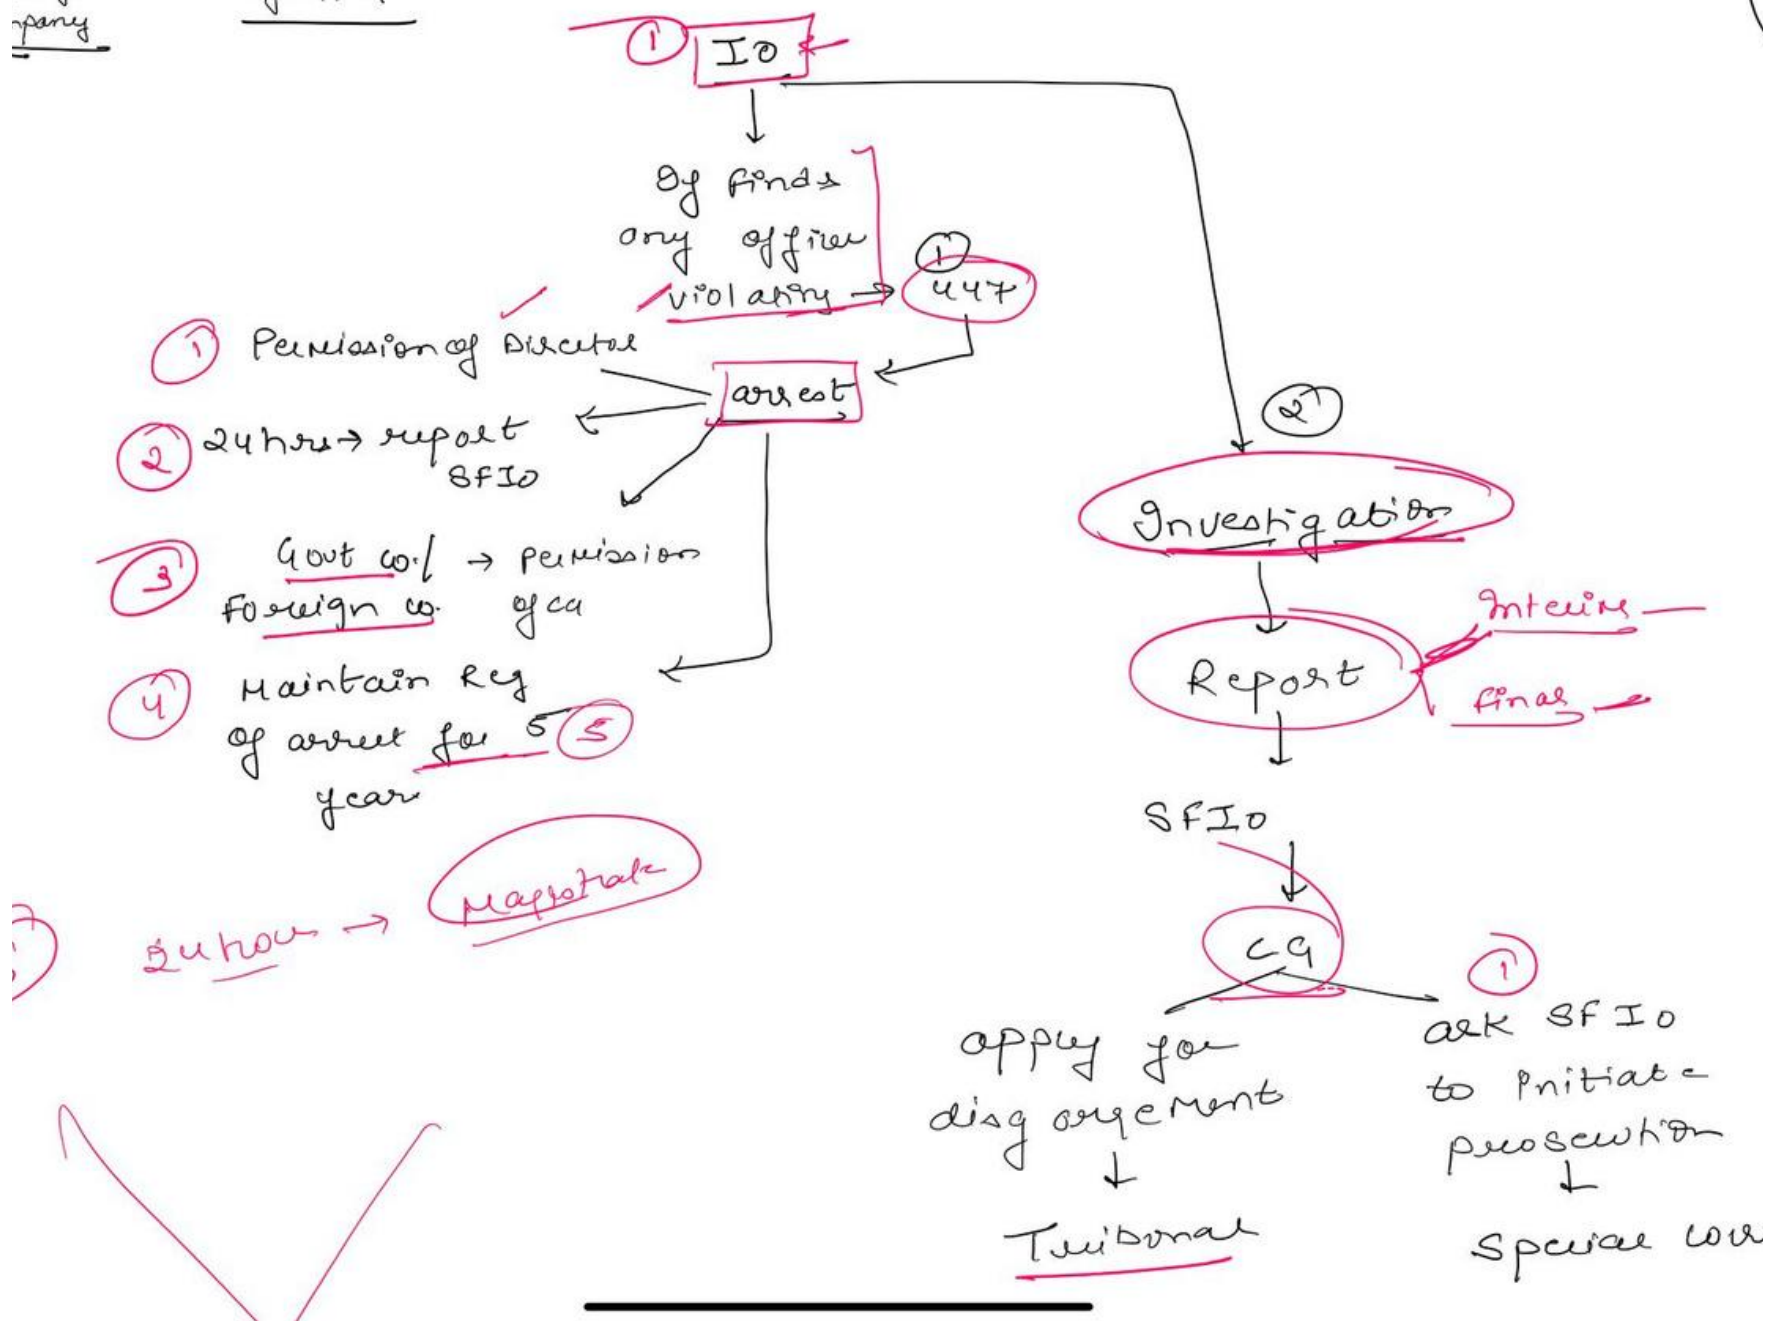 mpany
① IO
If finds
any officer
violating → 447
①
① Permission of Director
arrest
② 24 hrs → report
SFIO
③ Govt co. / → Permission
Foreign co. of CG
④ Maintain Reg
of arrest for 5 ⑤
year
24 hour → Magistrate
②
Investigation
Report
Interim
final
SFIO
CG
apply for
disgorgement
Tribunal
①
ask SFIO
to initiate
prosecution
Special cour